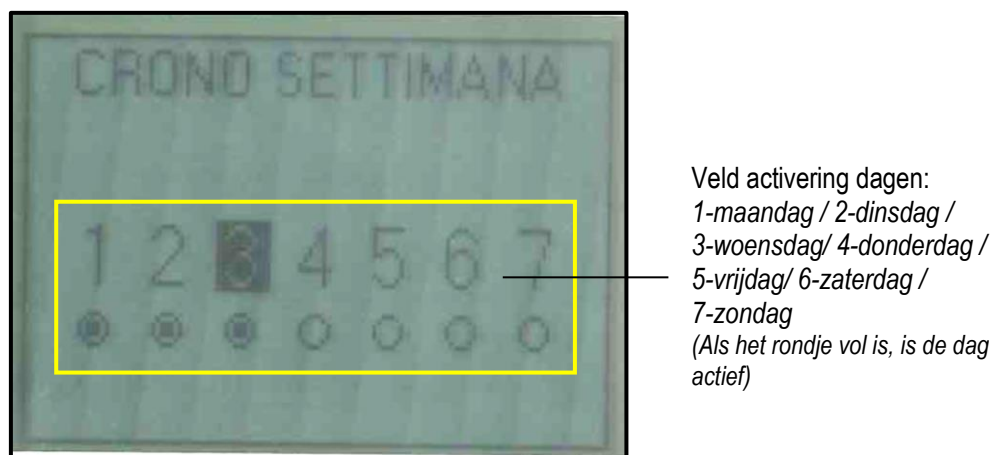 CRONO SETTIMANA
1 2 3 4 5 6 7
Veld activering dagen:
1-maandag / 2-dinsdag /
3-woensdag/ 4-donderdag /
5-vrijdag/ 6-zaterdag /
7-zondag
(Als het rondje vol is, is de dag
actief)